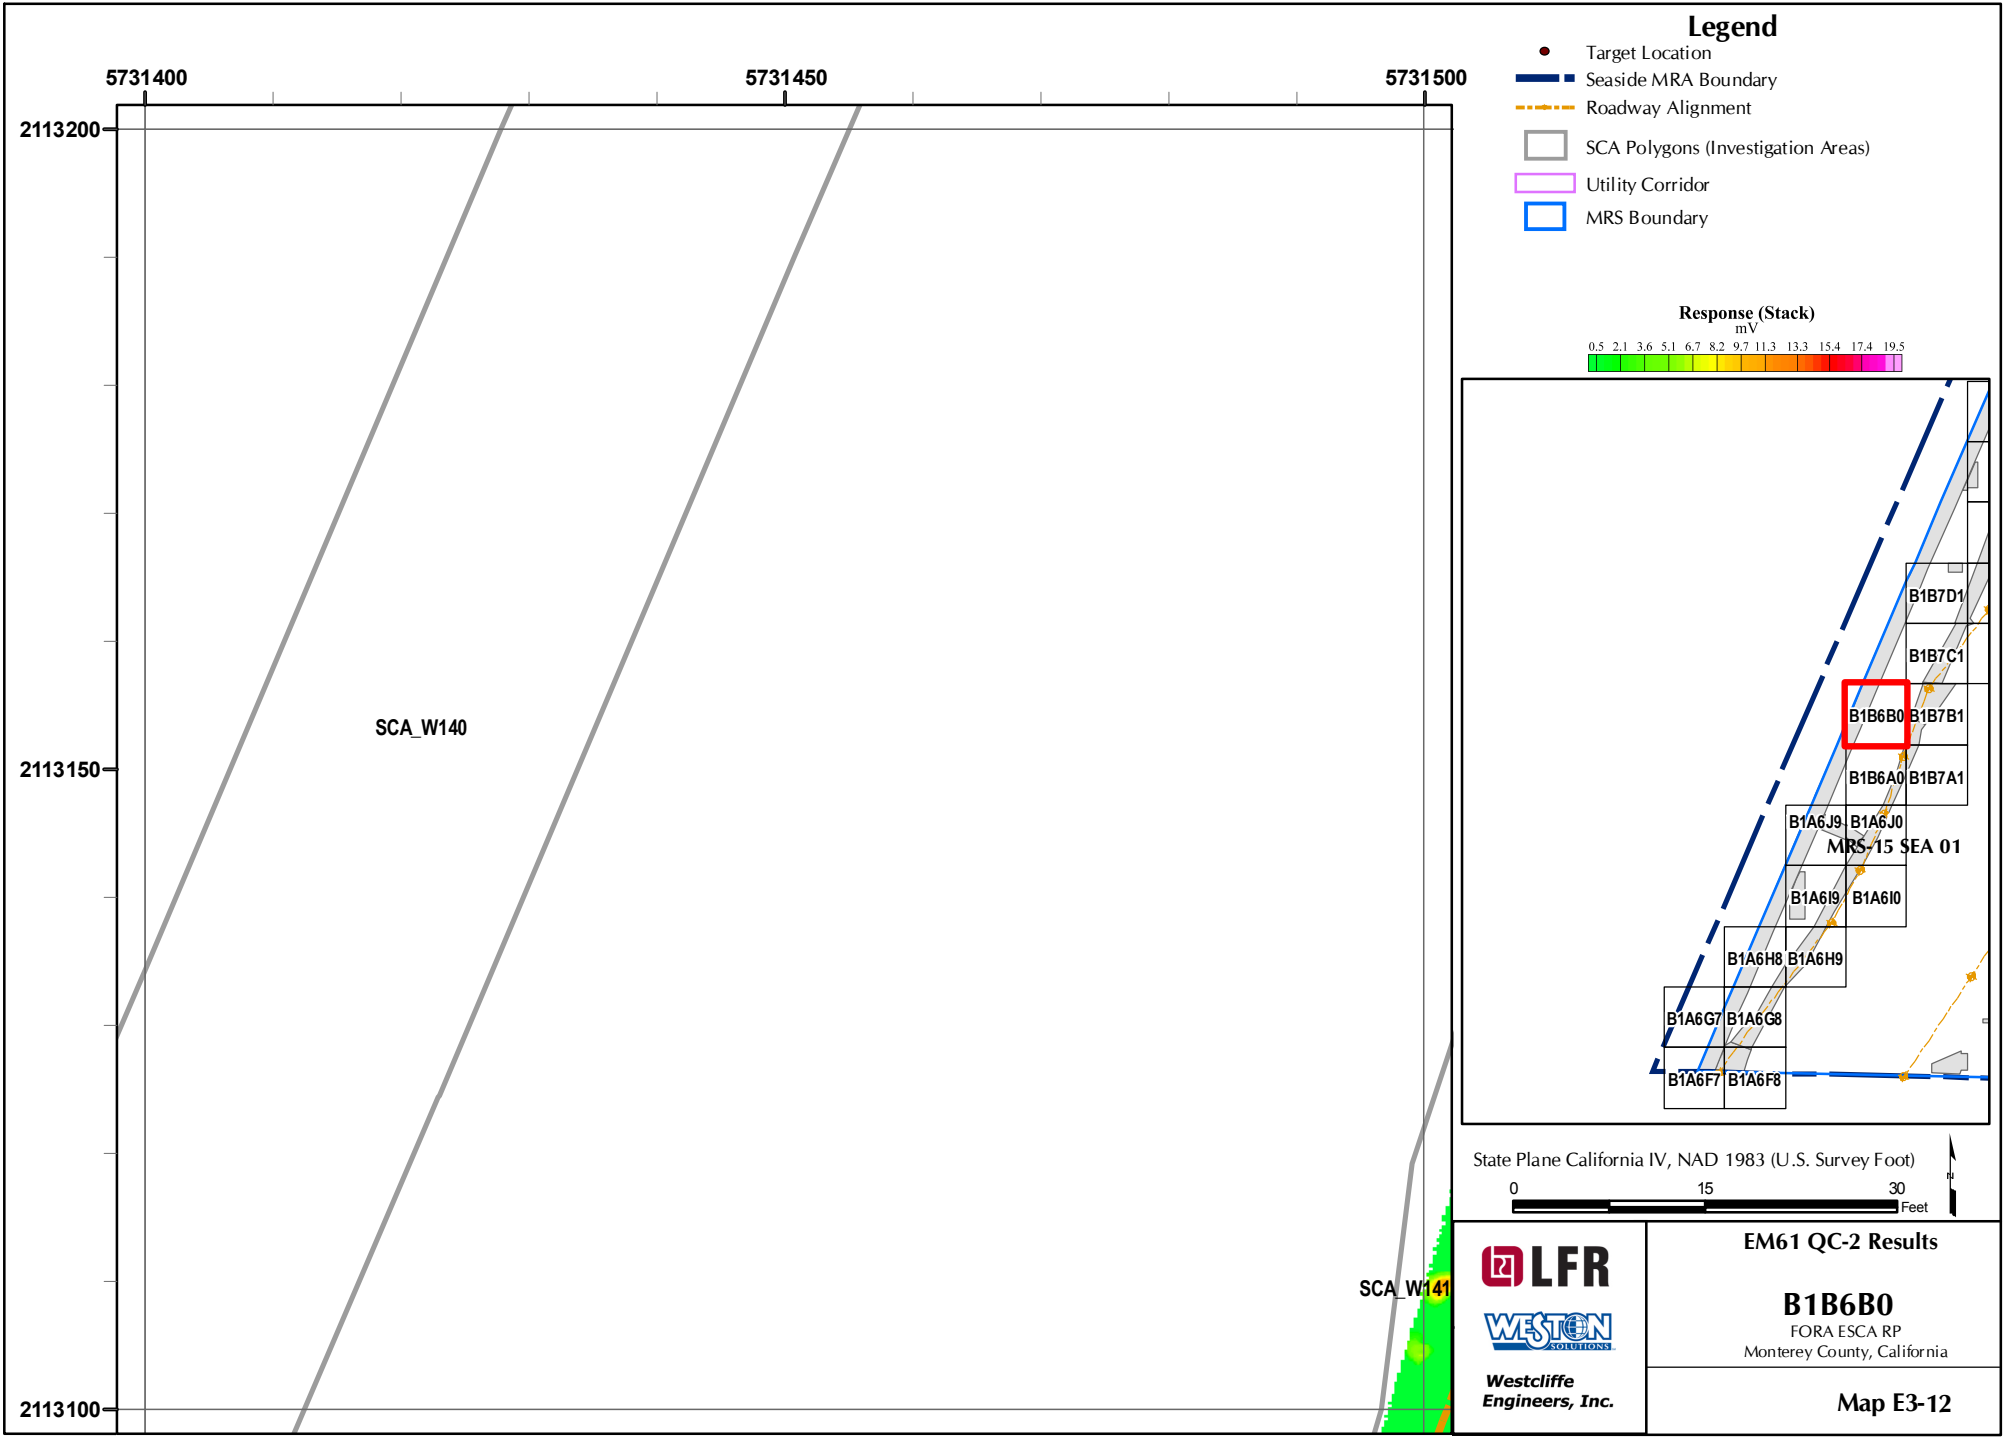 Legend
Target Location
Seaside MRA Boundary
Roadway Alignment
SCA Polygons (Investigation Areas)
Utility Corridor
MRS Boundary
5731400 5731450 5731500
2113200
2113150
2113100
SCA_W140
SCA_W141
Response (Stack)
mV
0.5 2.1 3.6 5.1 6.7 8.2 9.7 11.3 13.3 15.4 17.4 19.5
B1B7D1
B1B7C1
B1B6B0 B1B7B1
B1B6A0 B1B7A1
B1A6J9 B1A6J0
MRS-15 SEA 01
B1A6I9 B1A6I0
B1A6H8 B1A6H9
B1A6G7 B1A6G8
B1A6F7 B1A6F8
State Plane California IV, NAD 1983 (U.S. Survey Foot)
N
0 15 30
Feet
LFR
WESTON
SOLUTIONS
Westcliffe
Engineers, Inc.
EM61 QC-2 Results
B1B6B0
FORA ESCA RP
Monterey County, California
Map E3-12